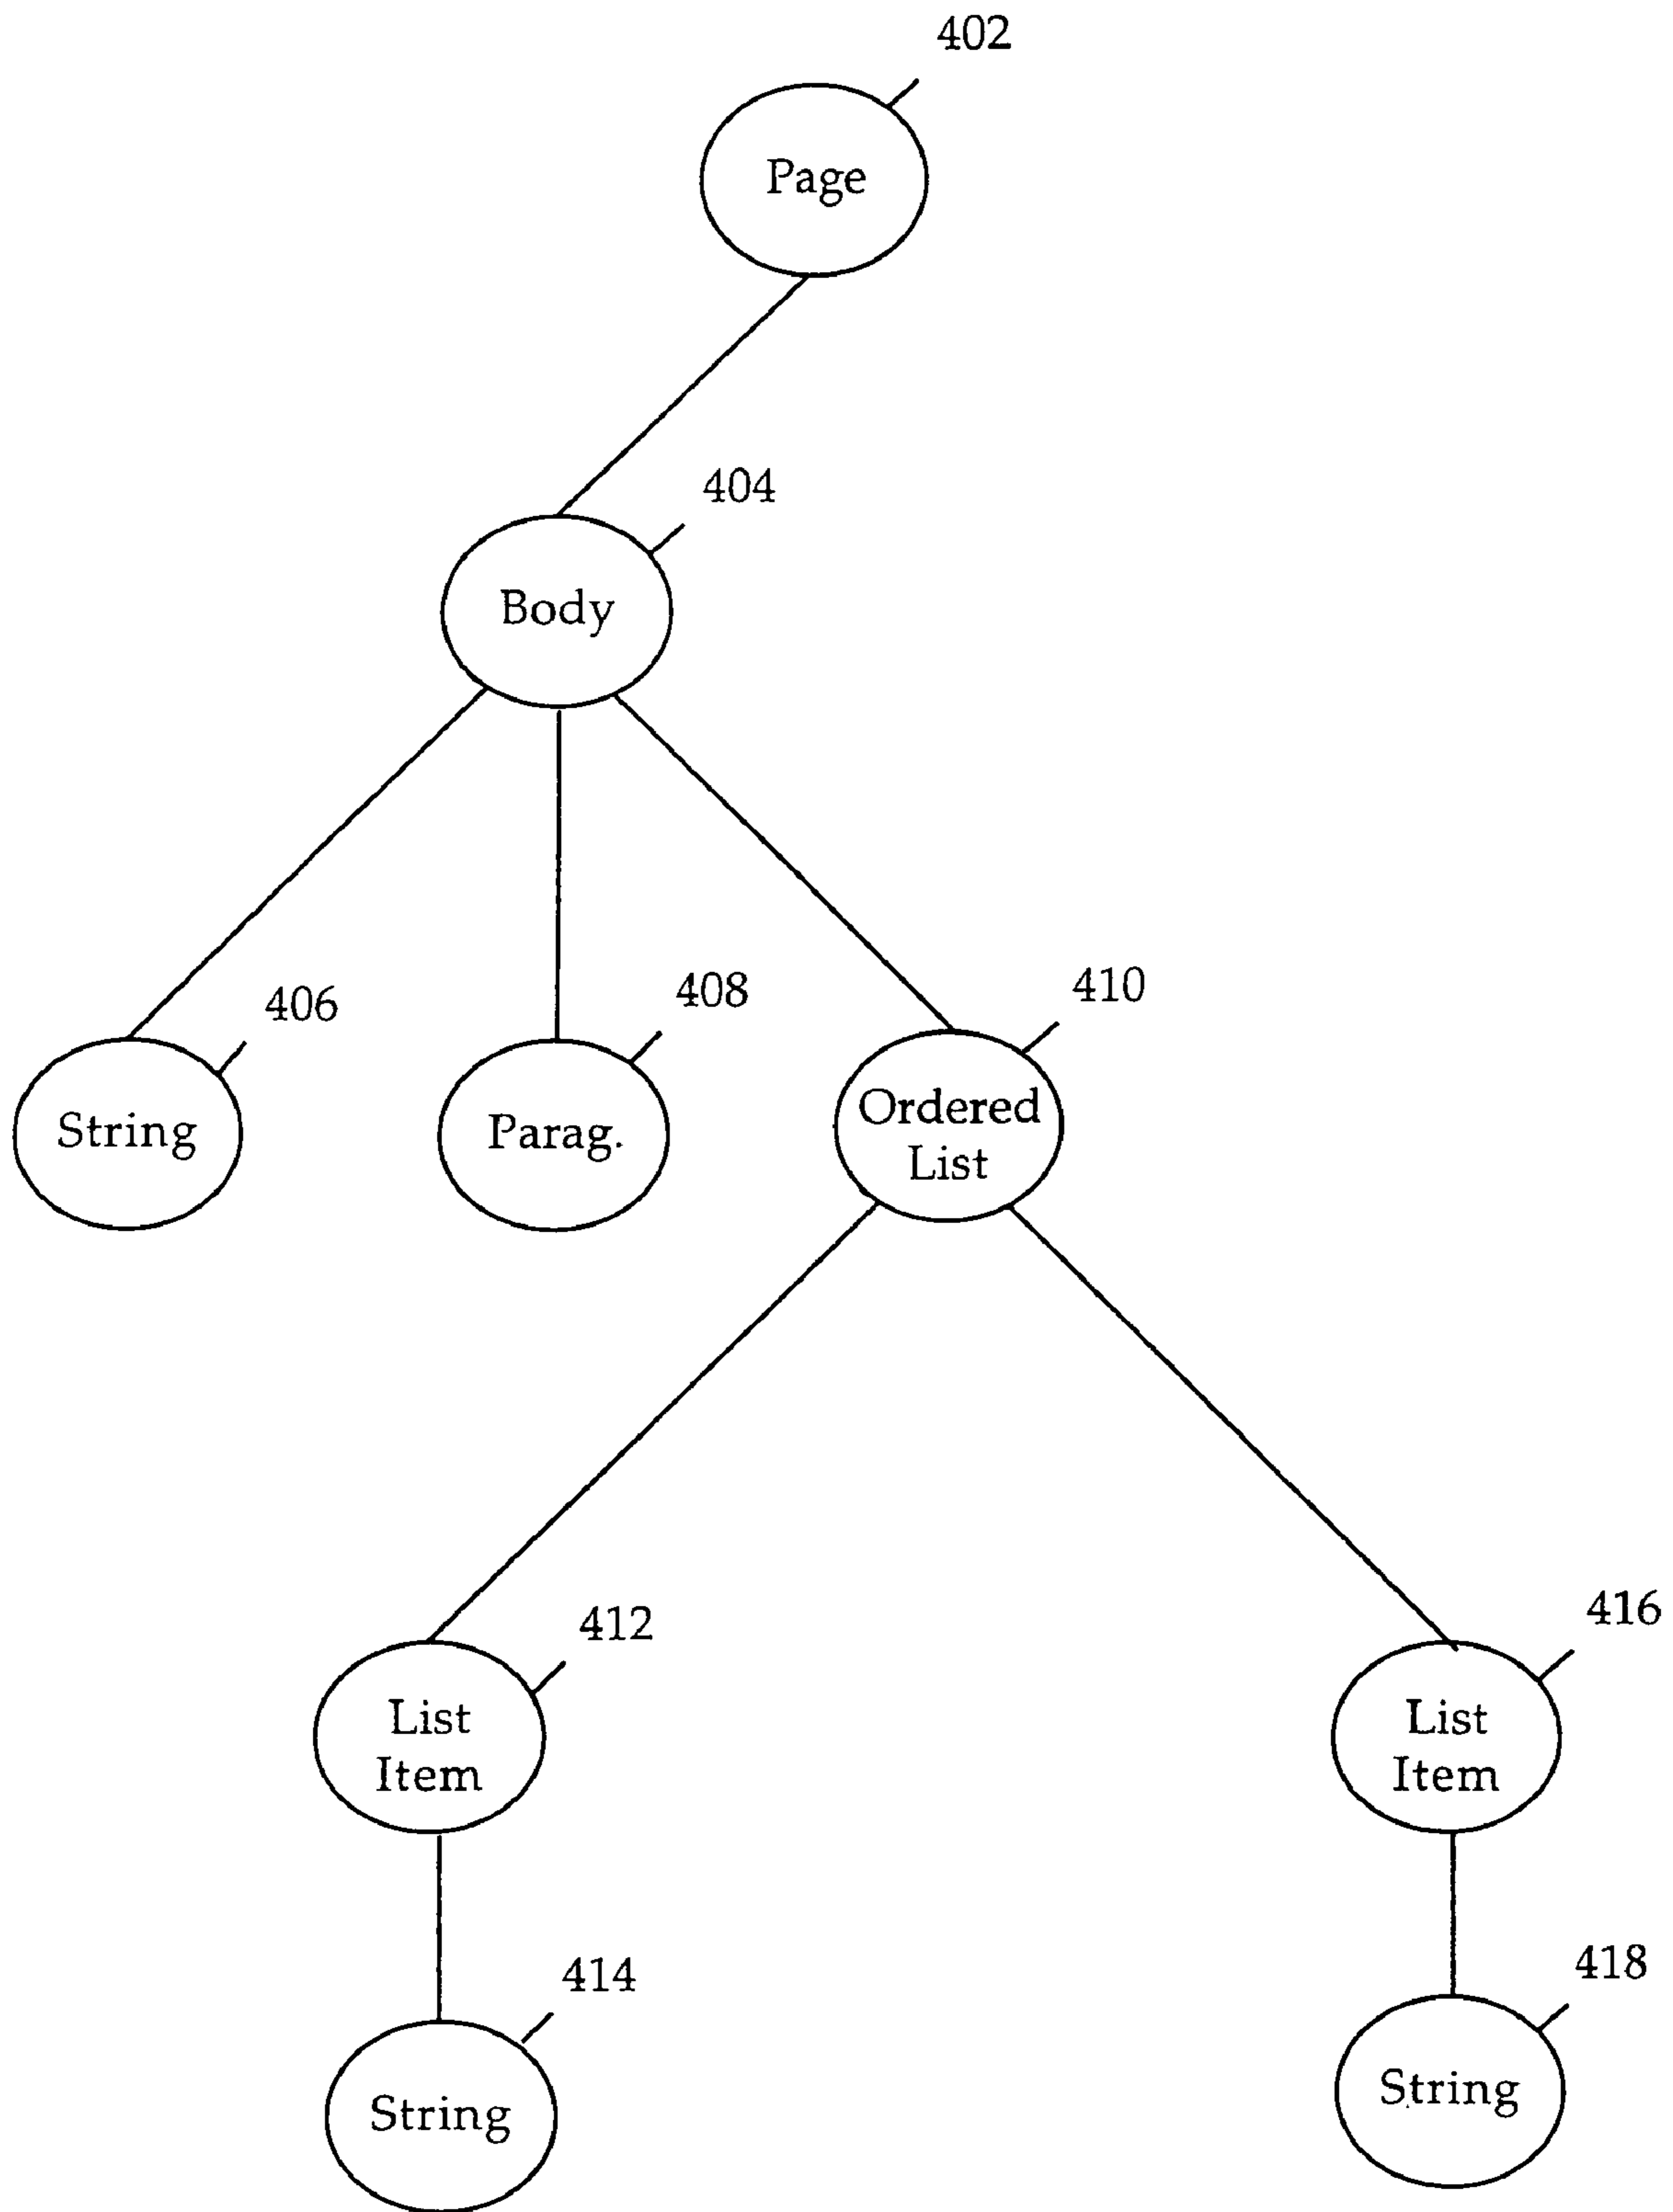 402
Page
404
Body
406
408
410
String
Parag.
Ordered
List
412
416
List
Item
List
Item
414
418
String
String